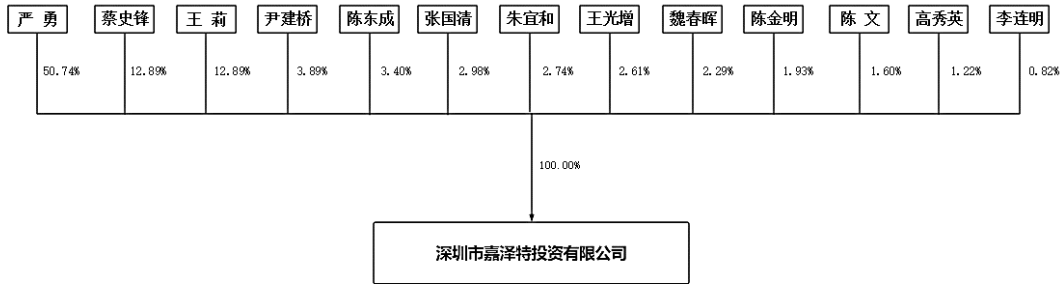 严 勇 蔡史锋 王 莉 尹建桥 陈东成 张国清 朱宜和 王光增 魏春晖 陈金明 陈 文 高秀英 李连明
50.74% 12.89% 12.89% 3.89% 3.40% 2.98% 2.74% 2.61% 2.29% 1.93% 1.60% 1.22% 0.82%
100.00%
深圳市嘉泽特投资有限公司